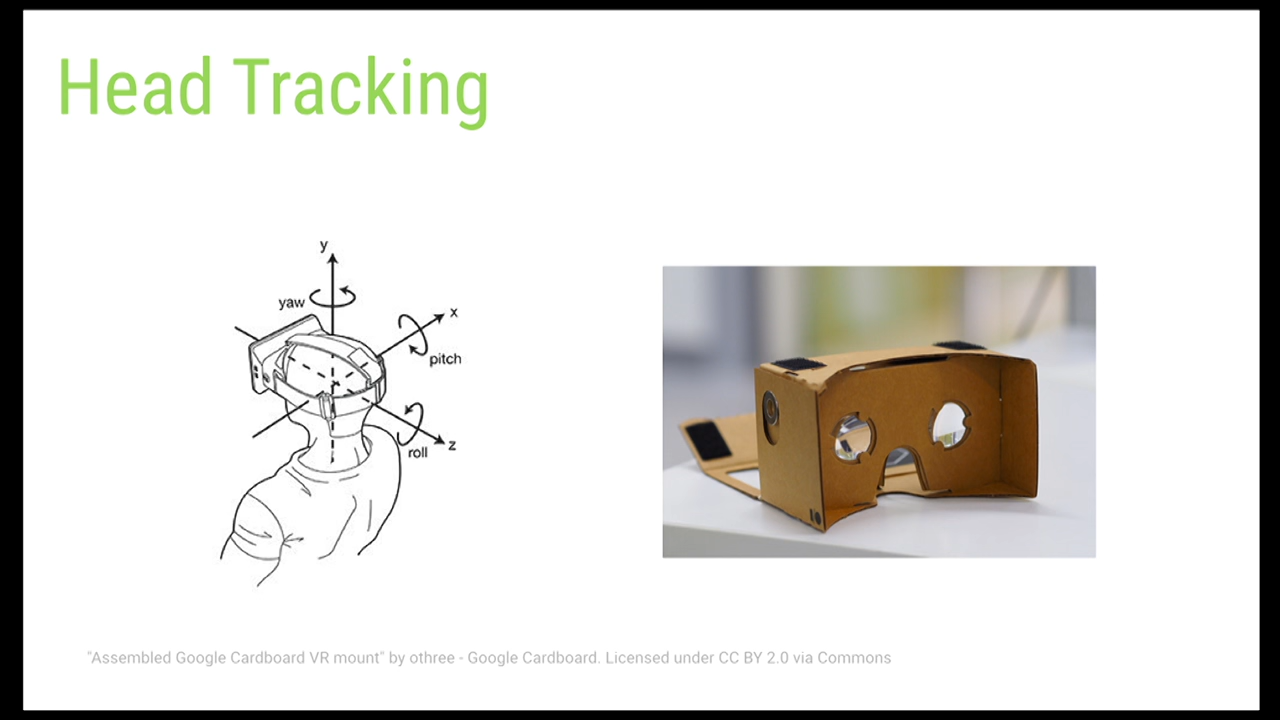 Head Tracking
y
yaw
x
pitch
z
roll
"Assembled Google Cardboard VR mount" by othree - Google Cardboard. Licensed under CC BY 2.0 via Commons